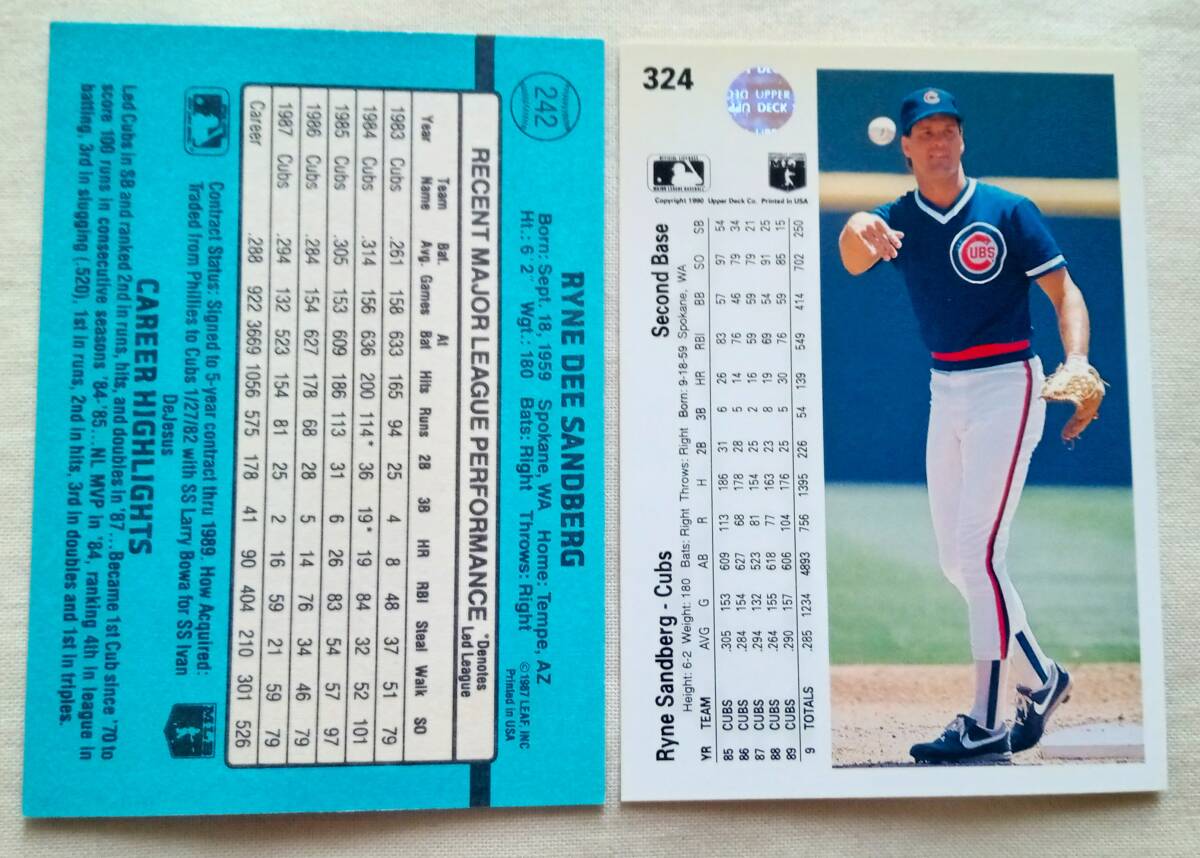 242
RYNE DEE SANDBERG
Born: Sept. 18, 1959 Spokane, WA Home: Tempe, AZ
Ht.: 6' 2" Wgt.: 180 Bats: Right Throws: Right
©1987 LEAF, INC
Printed in USA
RECENT MAJOR LEAGUE PERFORMANCE *Denotes
Led League
Team Bat. At
Year Name Avg. Games Bat Hits Runs 2B 3B HR RBI Steal Walk SO
1983 Cubs .261 158 633 165 94 25 4 8 48 37 51 79
1984 Cubs .314 156 636 200 114* 36 19* 19 84 32 52 101
1985 Cubs .305 153 609 186 113 31 6 26 83 54 57 97
1986 Cubs .284 154 627 178 68 28 5 14 76 34 46 79
1987 Cubs .294 132 523 154 81 25 2 16 59 21 59 79
Career .288 922 3669 1056 575 178 41 90 404 210 301 526
Contract Status: Signed to 5-year contract thru 1989. How Acquired:
Traded from Phillies to Cubs 1/27/82 with SS Larry Bowa for SS Ivan
DeJesus
MLB
CAREER HIGHLIGHTS
Led Cubs in SB and ranked 2nd in runs, hits, and doubles in '87...Became 1st Cub since '70 to
score 100 runs in consecutive seasons '84-'85...NL MVP in '84, ranking 4th in league in
batting, 3rd in slugging (.520), 1st in runs, 2nd in hits, 3rd in doubles and 1st in triples.
324
UPPER
DECK
Copyright 1990 Upper Deck Co. Printed in USA
CUBS
Ryne Sandberg - Cubs Second Base
Height: 6-2 Weight: 180 Bats: Right Throws: Right Born: 9-18-59 Spokane, WA
YR TEAM AVG G AB R H 2B 3B HR RBI BB SO SB
85 CUBS .305 153 609 113 186 31 6 26 83 57 97 54
86 CUBS .284 154 627 68 178 28 5 14 76 46 79 34
87 CUBS .294 132 523 81 154 25 2 16 59 59 79 21
88 CUBS .264 155 618 77 163 23 8 19 69 54 91 25
89 CUBS .290 157 606 104 176 25 5 30 76 59 85 15
9 TOTALS .285 1234 4893 756 1395 226 54 139 549 414 702 250